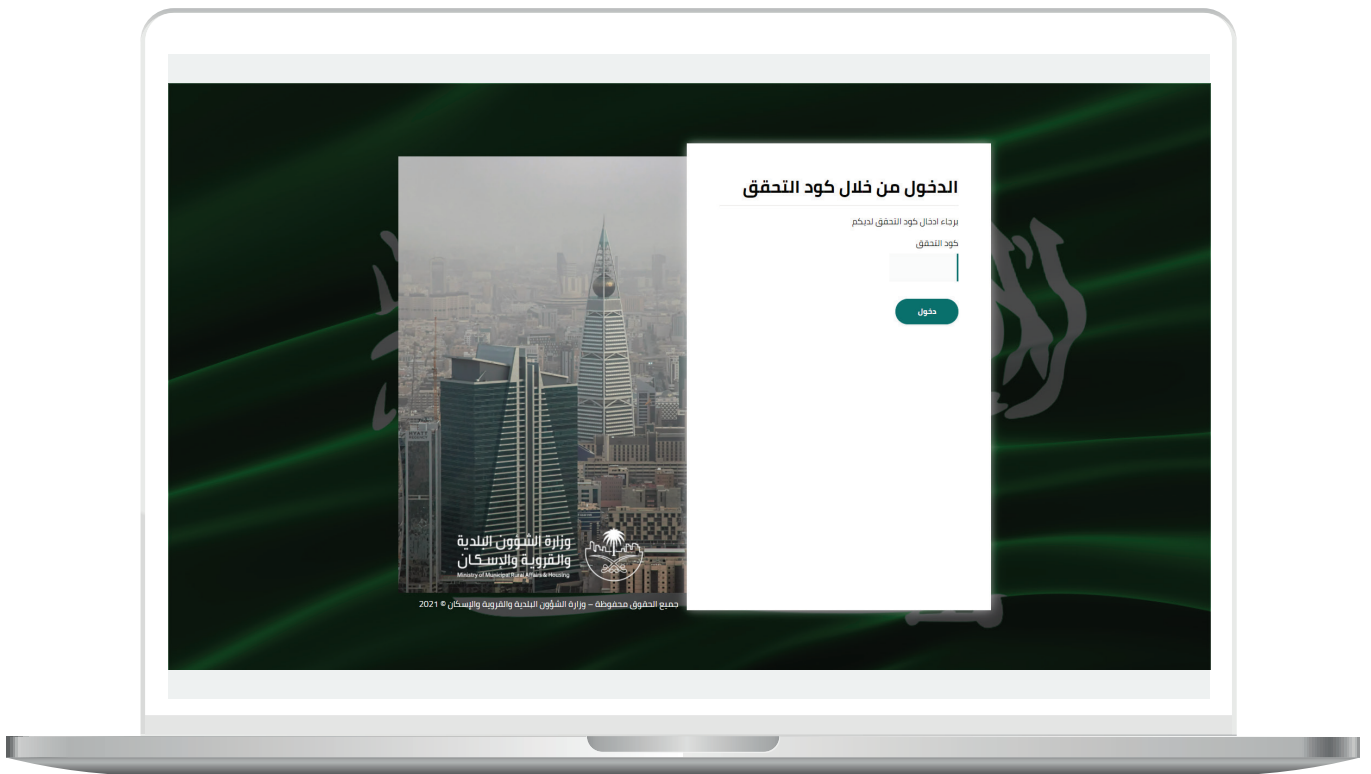 الدخول من خلال كود التحقق
برجاء ادخال كود التحقق لديكم
كود التحقق
دخول
وزارة الشؤون البلدية
والقروية والإسكان
Ministry of Municipal Rural Affairs & Housing
جميع الحقوق محفوظة – وزارة الشؤون البلدية والقروية والإسكان © 2021